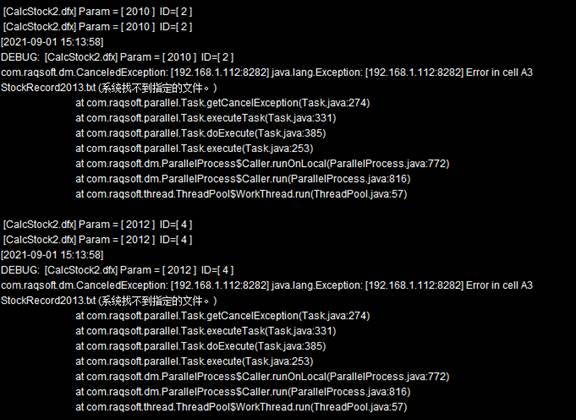 [CalcStock2.dfx] Param = [ 2010 ]  ID=[ 2 ]
[CalcStock2.dfx] Param = [ 2010 ]  ID=[ 2 ]
[2021-09-01 15:13:58]
DEBUG:  [CalcStock2.dfx] Param = [ 2010 ]  ID=[ 2 ]
com.raqsoft.dm.CanceledException: [192.168.1.112:8282] java.lang.Exception: [192.168.1.112:8282] Error in cell A3
StockRecord2013.txt (系统找不到指定的文件。)
at com.raqsoft.parallel.Task.getCancelException(Task.java:274)
at com.raqsoft.parallel.Task.executeTask(Task.java:331)
at com.raqsoft.parallel.Task.doExecute(Task.java:385)
at com.raqsoft.parallel.Task.execute(Task.java:253)
at com.raqsoft.dm.ParallelProcess$Caller.runOnLocal(ParallelProcess.java:772)
at com.raqsoft.dm.ParallelProcess$Caller.run(ParallelProcess.java:816)
at com.raqsoft.thread.ThreadPool$WorkThread.run(ThreadPool.java:57)
[CalcStock2.dfx] Param = [ 2012 ]  ID=[ 4 ]
[CalcStock2.dfx] Param = [ 2012 ]  ID=[ 4 ]
[2021-09-01 15:13:58]
DEBUG:  [CalcStock2.dfx] Param = [ 2012 ]  ID=[ 4 ]
com.raqsoft.dm.CanceledException: [192.168.1.112:8282] java.lang.Exception: [192.168.1.112:8282] Error in cell A3
StockRecord2013.txt (系统找不到指定的文件。)
at com.raqsoft.parallel.Task.getCancelException(Task.java:274)
at com.raqsoft.parallel.Task.executeTask(Task.java:331)
at com.raqsoft.parallel.Task.doExecute(Task.java:385)
at com.raqsoft.parallel.Task.execute(Task.java:253)
at com.raqsoft.dm.ParallelProcess$Caller.runOnLocal(ParallelProcess.java:772)
at com.raqsoft.dm.ParallelProcess$Caller.run(ParallelProcess.java:816)
at com.raqsoft.thread.ThreadPool$WorkThread.run(ThreadPool.java:57)